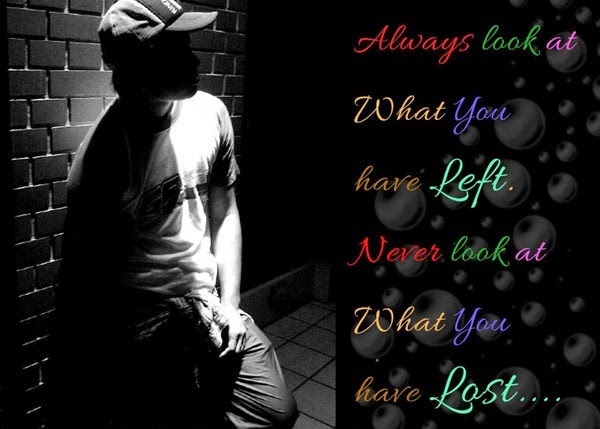 Always look at
What You
have Left.
Never look at
What You
have Lost....